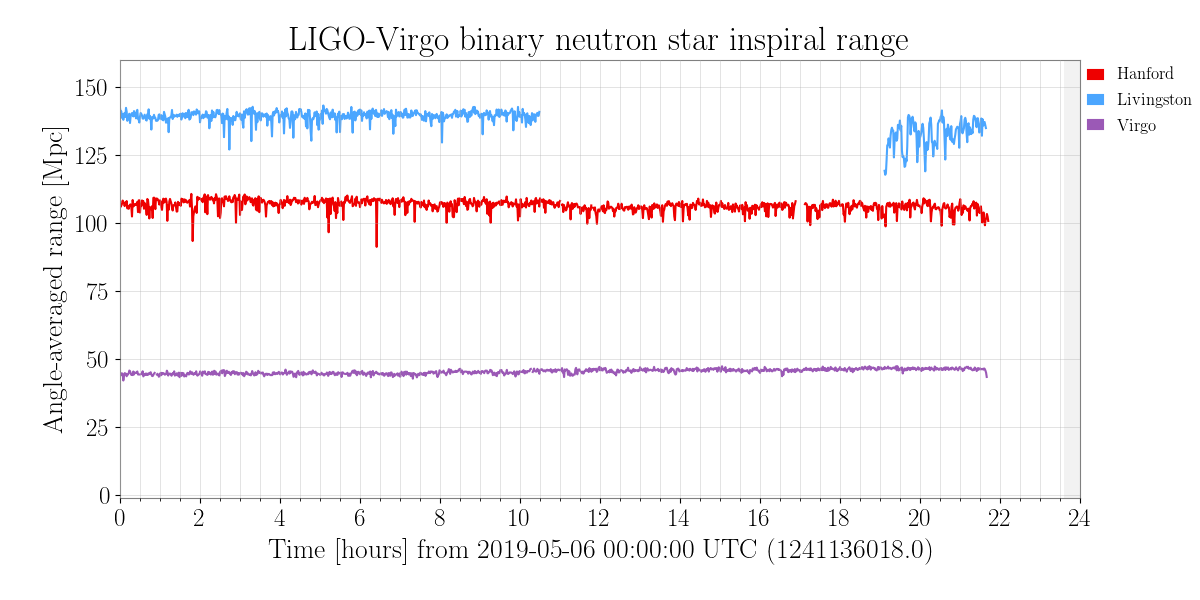 LIGO-Virgo binary neutron star inspiral range
Angle-averaged range [Mpc]
150
125
100
75
50
25
0
0 2 4 6 8 10 12 14 16 18 20 22 24
Time [hours] from 2019-05-06 00:00:00 UTC (1241136018.0)
Hanford
Livingston
Virgo